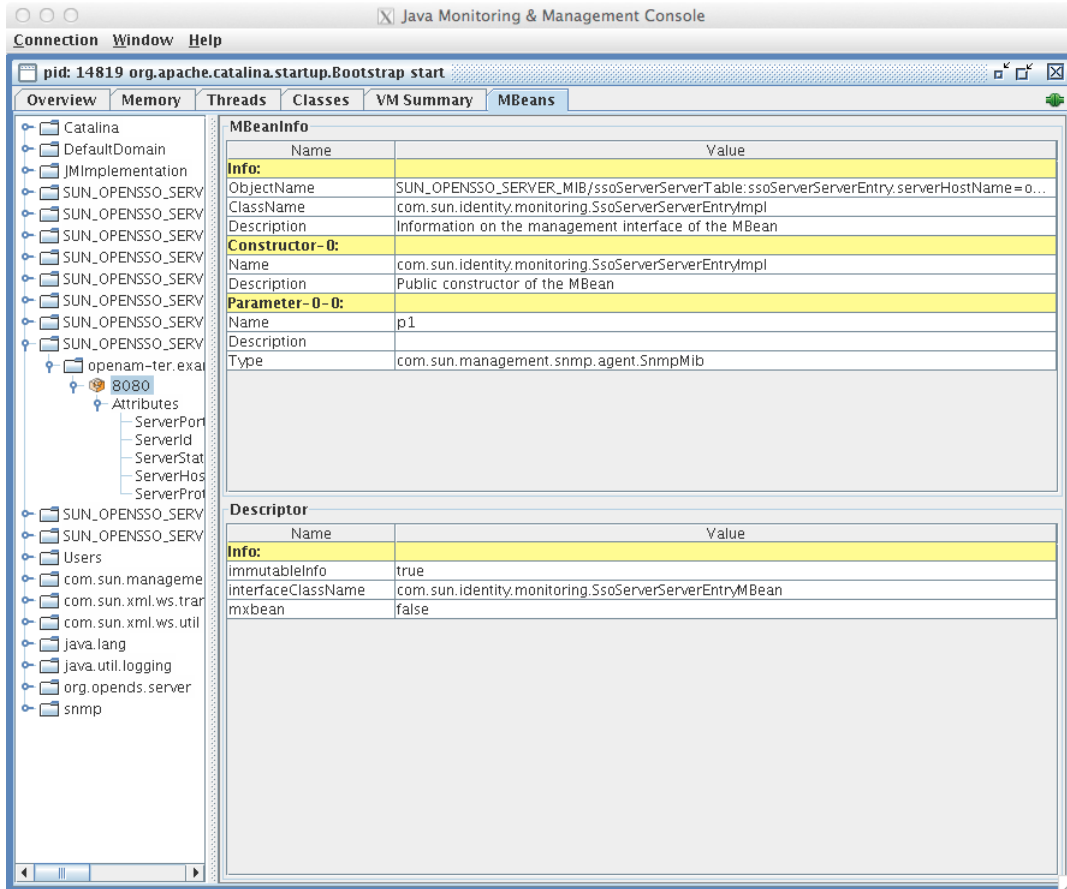 Java Monitoring & Management Console
Connection Window Help
pid: 14819 org.apache.catalina.startup.Bootstrap start
Overview Memory Threads Classes VM Summary MBeans
Catalina
DefaultDomain
JMImplementation
SUN_OPENSSO_SERV
SUN_OPENSSO_SERV
SUN_OPENSSO_SERV
SUN_OPENSSO_SERV
SUN_OPENSSO_SERV
SUN_OPENSSO_SERV
SUN_OPENSSO_SERV
SUN_OPENSSO_SERV
openam-ter.exa
8080
Attributes
ServerPort
ServerId
ServerStat
ServerHos
ServerProt
SUN_OPENSSO_SERV
SUN_OPENSSO_SERV
Users
com.sun.manageme
com.sun.xml.ws.tran
com.sun.xml.ws.util
java.lang
java.util.logging
org.opends.server
snmp
MBeanInfo
Name Value
Info:
ObjectName SUN_OPENSSO_SERVER_MIB/ssoServerServerTable:ssoServerServerEntry.serverHostName=o...
ClassName com.sun.identity.monitoring.SsoServerServerEntryImpl
Description Information on the management interface of the MBean
Constructor-0:
Name com.sun.identity.monitoring.SsoServerServerEntryImpl
Description Public constructor of the MBean
Parameter-0-0:
Name p1
Description
Type com.sun.management.snmp.agent.SnmpMib
Descriptor
Name Value
Info:
immutableInfo true
interfaceClassName com.sun.identity.monitoring.SsoServerServerEntryMBean
mxbean false